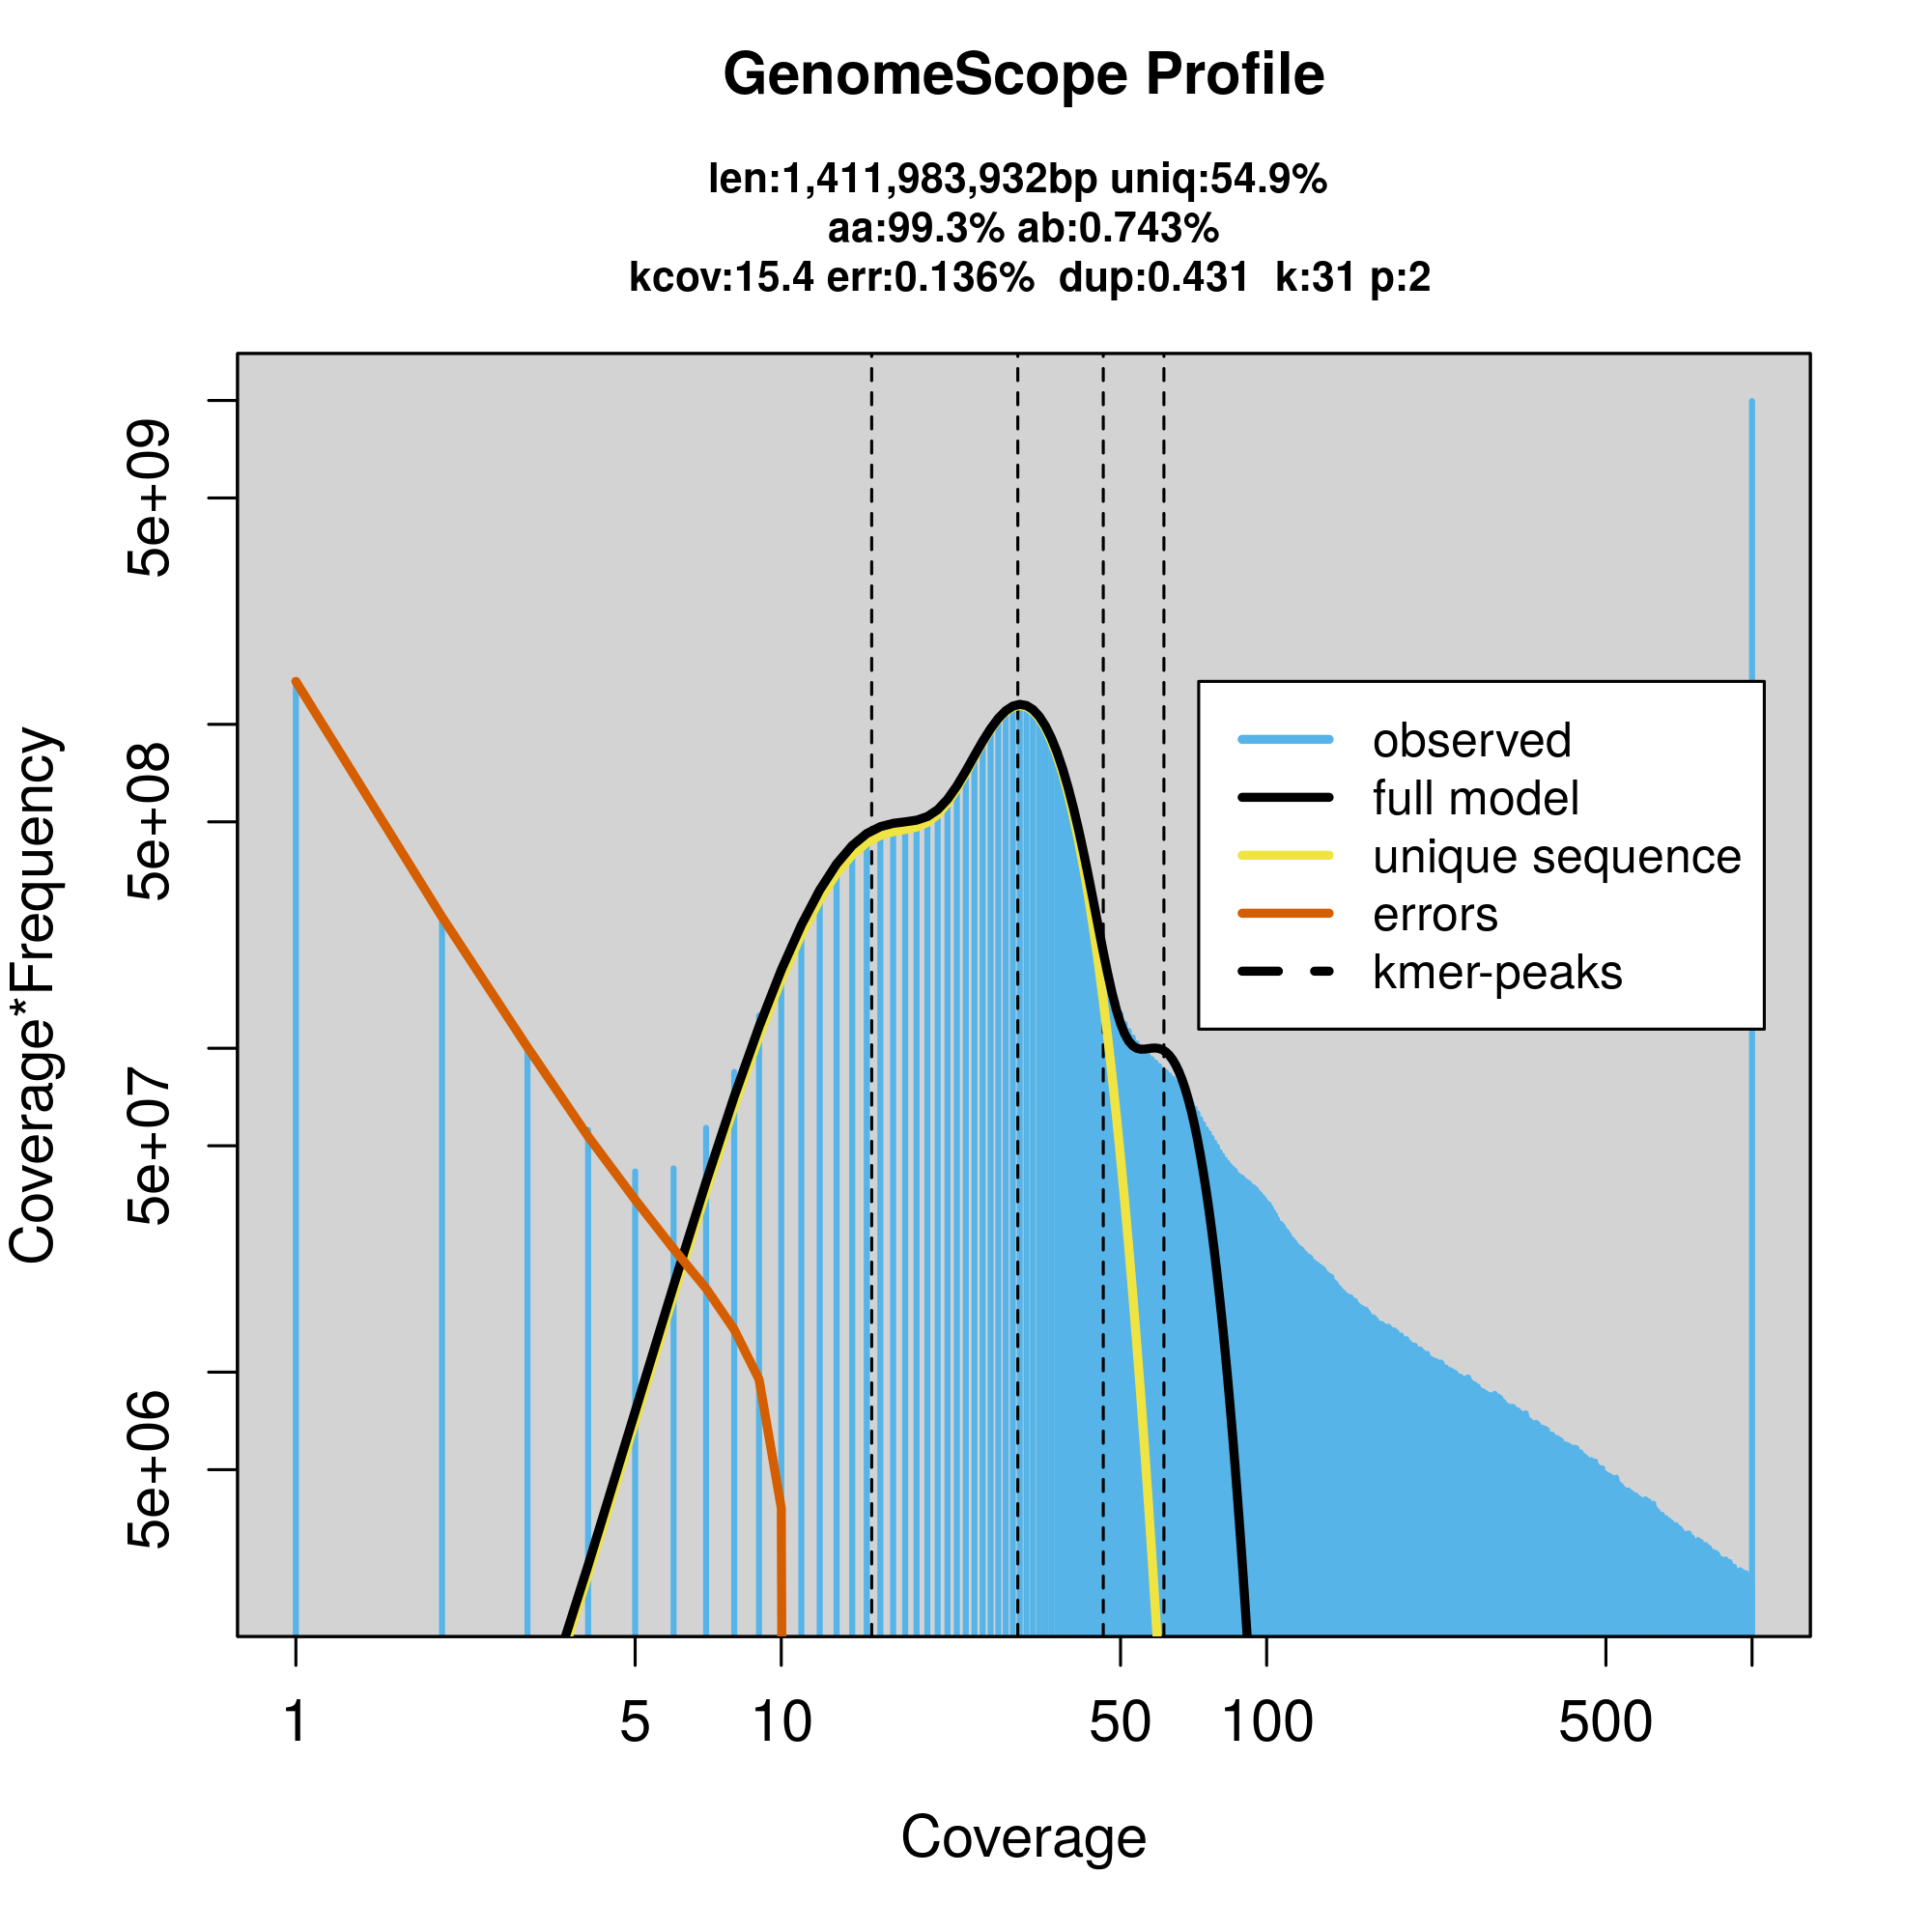 GenomeScope Profile
len:1,411,983,932bp uniq:54.9%
aa:99.3% ab:0.743%
kcov:15.4 err:0.136% dup:0.431 k:31 p:2
Coverage*Frequency
5e+09
5e+08
5e+07
5e+06
observed
full model
unique sequence
errors
kmer-peaks
1 5 10 50 100 500
Coverage